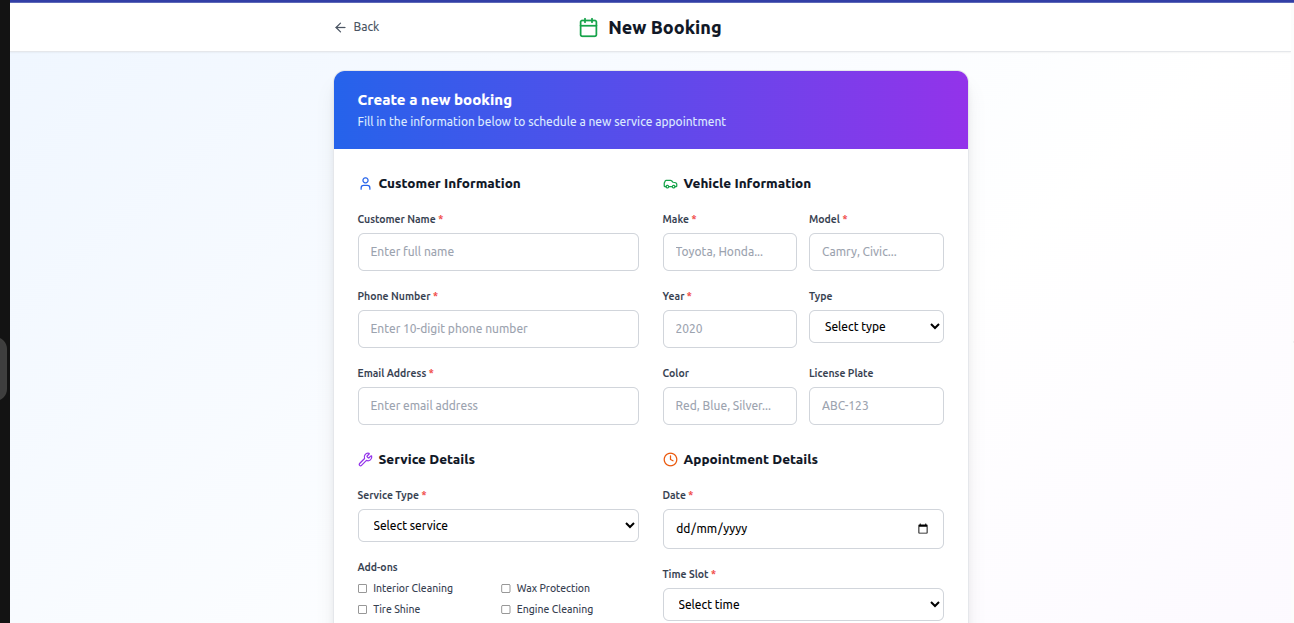 Back
New Booking
Create a new booking
Fill in the information below to schedule a new service appointment
Customer Information
Customer Name *
Enter full name
Phone Number *
Enter 10-digit phone number
Email Address *
Enter email address
Vehicle Information
Make *
Model *
Toyota, Honda...
Camry, Civic...
Year *
Type
2020
Select type
Color
License Plate
Red, Blue, Silver...
ABC-123
Service Details
Service Type *
Select service
Add-ons
Interior Cleaning
Wax Protection
Tire Shine
Engine Cleaning
Appointment Details
Date *
dd/mm/yyyy
Time Slot *
Select time